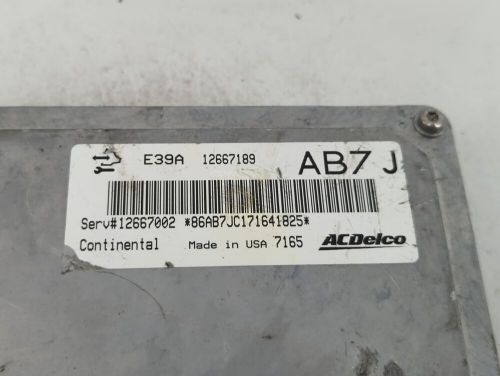 E39A 12667189 AB7 J
Serv#12667002 *86AB7JC171641825*
Continental Made in USA 7165 ACDelco